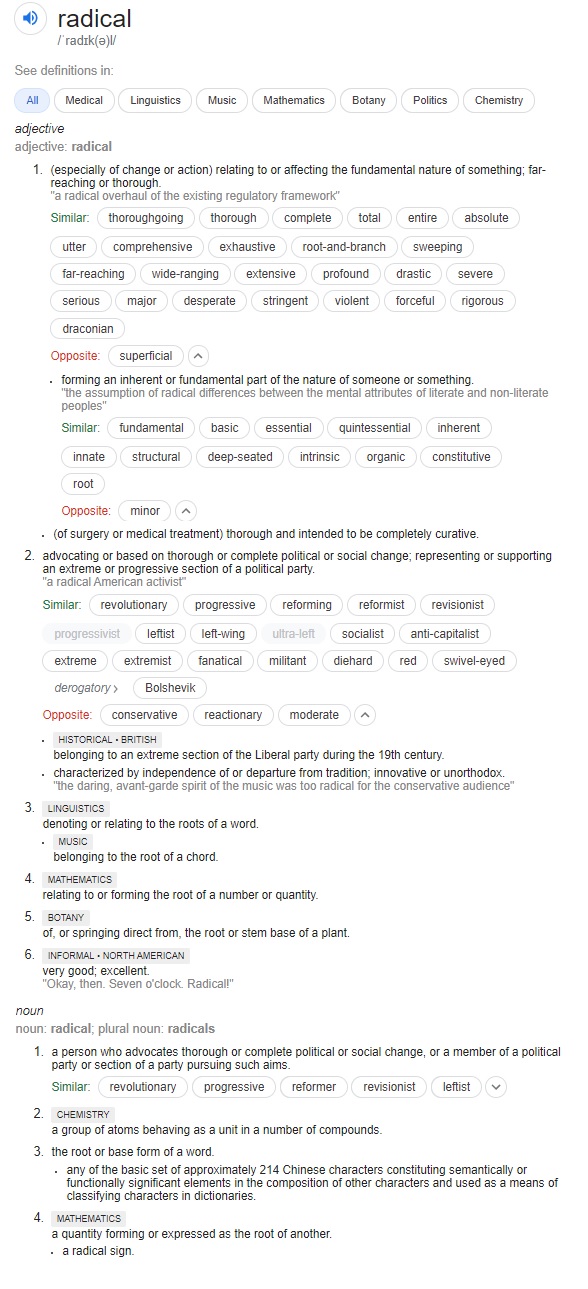 radical
/ˈradɪk(ə)l/
See definitions in:
All Medical Linguistics Music Mathematics Botany Politics Chemistry
adjective
adjective: radical
1. (especially of change or action) relating to or affecting the fundamental nature of something; far-
reaching or thorough.
"a radical overhaul of the existing regulatory framework"
Similar: thoroughgoing thorough complete total entire absolute
utter comprehensive exhaustive root-and-branch sweeping
far-reaching wide-ranging extensive profound drastic severe
serious major desperate stringent violent forceful rigorous
draconian
Opposite: superficial
• forming an inherent or fundamental part of the nature of someone or something.
"the assumption of radical differences between the mental attributes of literate and non-literate
peoples"
Similar: fundamental basic essential quintessential inherent
innate structural deep-seated intrinsic organic constitutive
root
Opposite: minor
• (of surgery or medical treatment) thorough and intended to be completely curative.
2. advocating or based on thorough or complete political or social change; representing or supporting
an extreme or progressive section of a political party.
"a radical American activist"
Similar: revolutionary progressive reforming reformist revisionist
progressivist leftist left-wing ultra-left socialist anti-capitalist
extreme extremist fanatical militant diehard red swivel-eyed
derogatory › Bolshevik
Opposite: conservative reactionary moderate
• HISTORICAL • BRITISH
belonging to an extreme section of the Liberal party during the 19th century.
• characterized by independence of or departure from tradition; innovative or unorthodox.
"the daring, avant-garde spirit of the music was too radical for the conservative audience"
3. LINGUISTICS
denoting or relating to the roots of a word.
• MUSIC
belonging to the root of a chord.
4. MATHEMATICS
relating to or forming the root of a number or quantity.
5. BOTANY
of, or springing direct from, the root or stem base of a plant.
6. INFORMAL • NORTH AMERICAN
very good; excellent.
"Okay, then. Seven o'clock. Radical!"
noun
noun: radical; plural noun: radicals
1. a person who advocates thorough or complete political or social change, or a member of a political
party or section of a party pursuing such aims.
Similar: revolutionary progressive reformer revisionist leftist
2. CHEMISTRY
a group of atoms behaving as a unit in a number of compounds.
3. the root or base form of a word.
• any of the basic set of approximately 214 Chinese characters constituting semantically or
functionally significant elements in the composition of other characters and used as a means of
classifying characters in dictionaries.
4. MATHEMATICS
a quantity forming or expressed as the root of another.
• a radical sign.